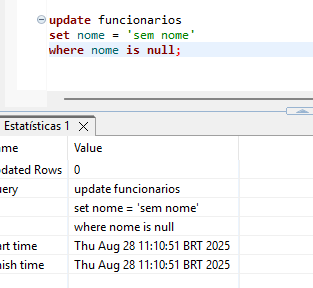 update funcionarios
set nome = 'sem nome'
where nome is null;
Estatísticas 1
me Value
dated Rows 0
ery update funcionarios
set nome = 'sem nome'
where nome is null
rt time Thu Aug 28 11:10:51 BRT 2025
ish time Thu Aug 28 11:10:51 BRT 2025